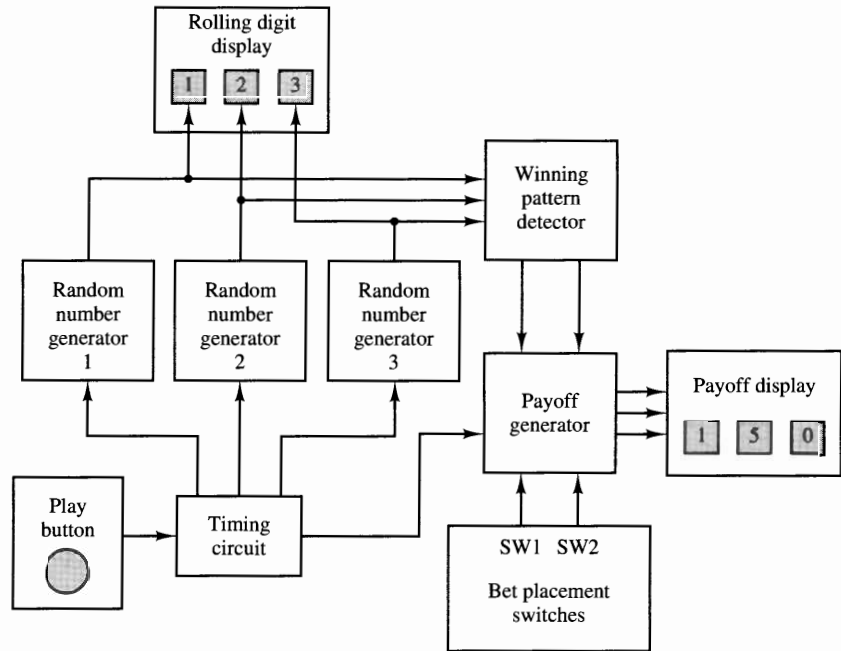 Rolling digit
display
1 2 3
Winning
pattern
detector
Random
number
generator
1
Random
number
generator
2
Random
number
generator
3
Payoff
generator
Payoff display
1 5 0
Play
button
Timing
circuit
SW1 SW2
Bet placement
switches